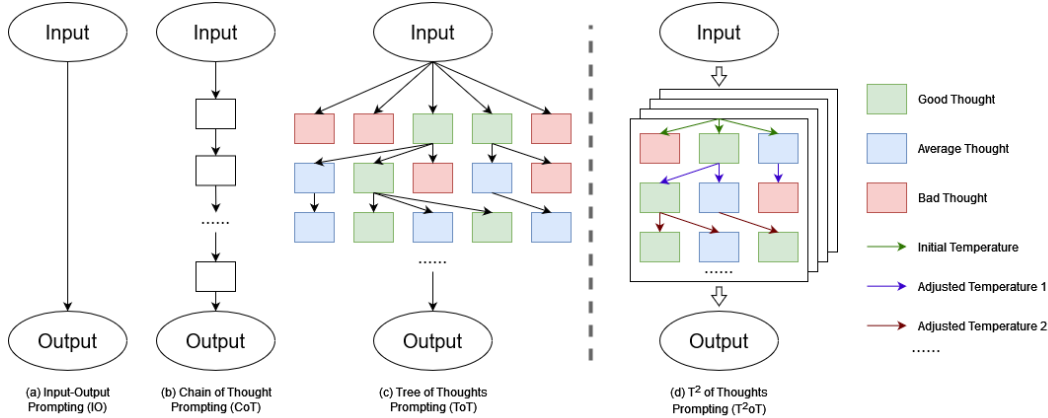 Input
Input
Input
Input
Good Thought
Average Thought
Bad Thought
......
Initial Temperature
......
......
Adjusted Temperature 1
Output
Output
Output
Output
Adjusted Temperature 2
......
(a) Input-Output
Prompting (IO)
(b) Chain of Thought
Prompting (CoT)
(c) Tree of Thoughts
Prompting (ToT)
(d) T² of Thoughts
Prompting (T²oT)